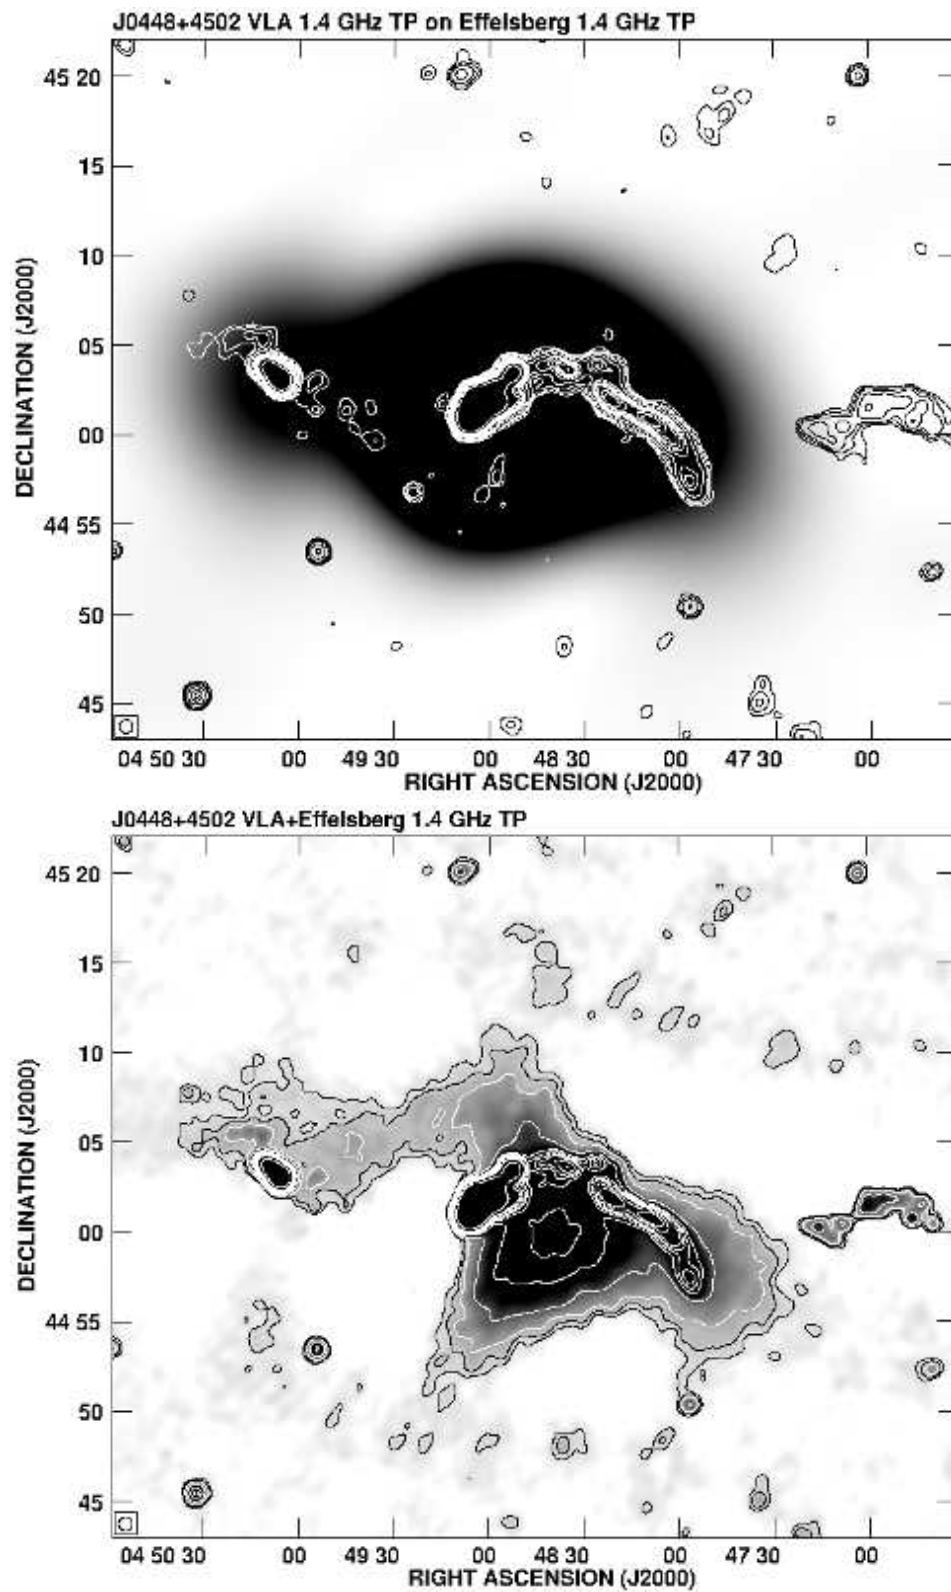 J0448+4502 VLA 1.4 GHz TP on Effelsberg 1.4 GHz TP
45 20
15
10
05
00
44 55
50
45
DECLINATION (J2000)
04 50 30 00 49 30 00 48 30 00 47 30 00
RIGHT ASCENSION (J2000)
J0448+4502 VLA+Effelsberg 1.4 GHz TP
45 20
15
10
05
00
44 55
50
45
DECLINATION (J2000)
04 50 30 00 49 30 00 48 30 00 47 30 00
RIGHT ASCENSION (J2000)